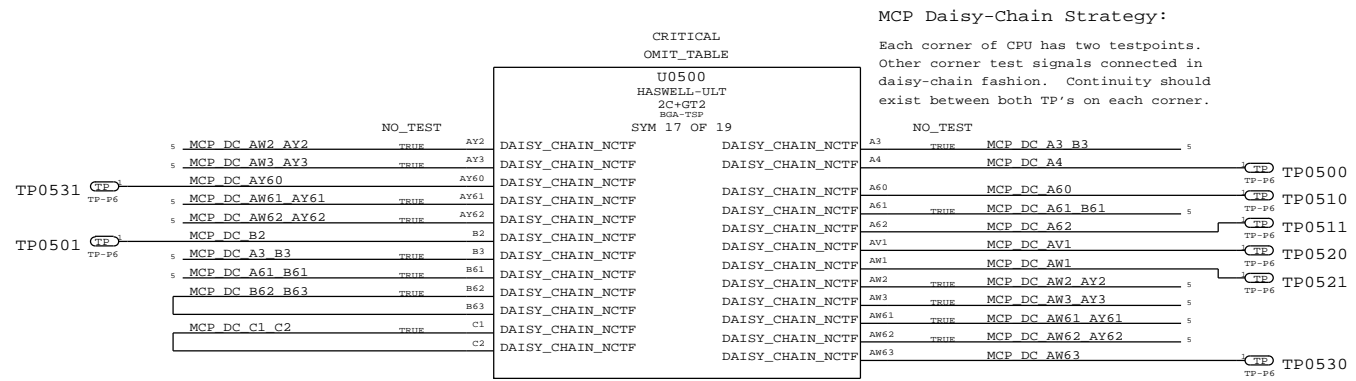 MCP Daisy-Chain Strategy:
Each corner of CPU has two testpoints.
Other corner test signals connected in
daisy-chain fashion. Continuity should
exist between both TP's on each corner.
CRITICAL
OMIT_TABLE
U0500
HASWELL-ULT
2C+GT2
BGA-TSP
SYM 17 OF 19
NO_TEST
5 MCP_DC_AW2_AY2 TRUE AY2 DAISY_CHAIN_NCTF
5 MCP_DC_AW3_AY3 TRUE AY3 DAISY_CHAIN_NCTF
TP0531 TP 1 TP-P6 MCP_DC_AY60 AY60 DAISY_CHAIN_NCTF
5 MCP_DC_AW61_AY61 TRUE AY61 DAISY_CHAIN_NCTF
5 MCP_DC_AW62_AY62 TRUE AY62 DAISY_CHAIN_NCTF
TP0501 TP 1 TP-P6 MCP_DC_B2 B2 DAISY_CHAIN_NCTF
5 MCP_DC_A3_B3 TRUE B3 DAISY_CHAIN_NCTF
5 MCP_DC_A61_B61 TRUE B61 DAISY_CHAIN_NCTF
MCP_DC_B62_B63 TRUE B62 DAISY_CHAIN_NCTF
B63 DAISY_CHAIN_NCTF
MCP_DC_C1_C2 TRUE C1 DAISY_CHAIN_NCTF
C2 DAISY_CHAIN_NCTF
NO_TEST
DAISY_CHAIN_NCTF A3 TRUE MCP_DC_A3_B3 5
DAISY_CHAIN_NCTF A4 MCP_DC_A4 1 TP TP-P6 TP0500
DAISY_CHAIN_NCTF A60 MCP_DC_A60 1 TP TP-P6 TP0510
DAISY_CHAIN_NCTF A61 TRUE MCP_DC_A61_B61 5
DAISY_CHAIN_NCTF A62 MCP_DC_A62 1 TP TP-P6 TP0511
DAISY_CHAIN_NCTF AV1 MCP_DC_AV1 1 TP TP-P6 TP0520
DAISY_CHAIN_NCTF AW1 MCP_DC_AW1 1 TP TP-P6 TP0521
DAISY_CHAIN_NCTF AW2 TRUE MCP_DC_AW2_AY2 5
DAISY_CHAIN_NCTF AW3 TRUE MCP_DC_AW3_AY3 5
DAISY_CHAIN_NCTF AW61 TRUE MCP_DC_AW61_AY61 5
DAISY_CHAIN_NCTF AW62 TRUE MCP_DC_AW62_AY62 5
DAISY_CHAIN_NCTF AW63 MCP_DC_AW63 1 TP TP-P6 TP0530